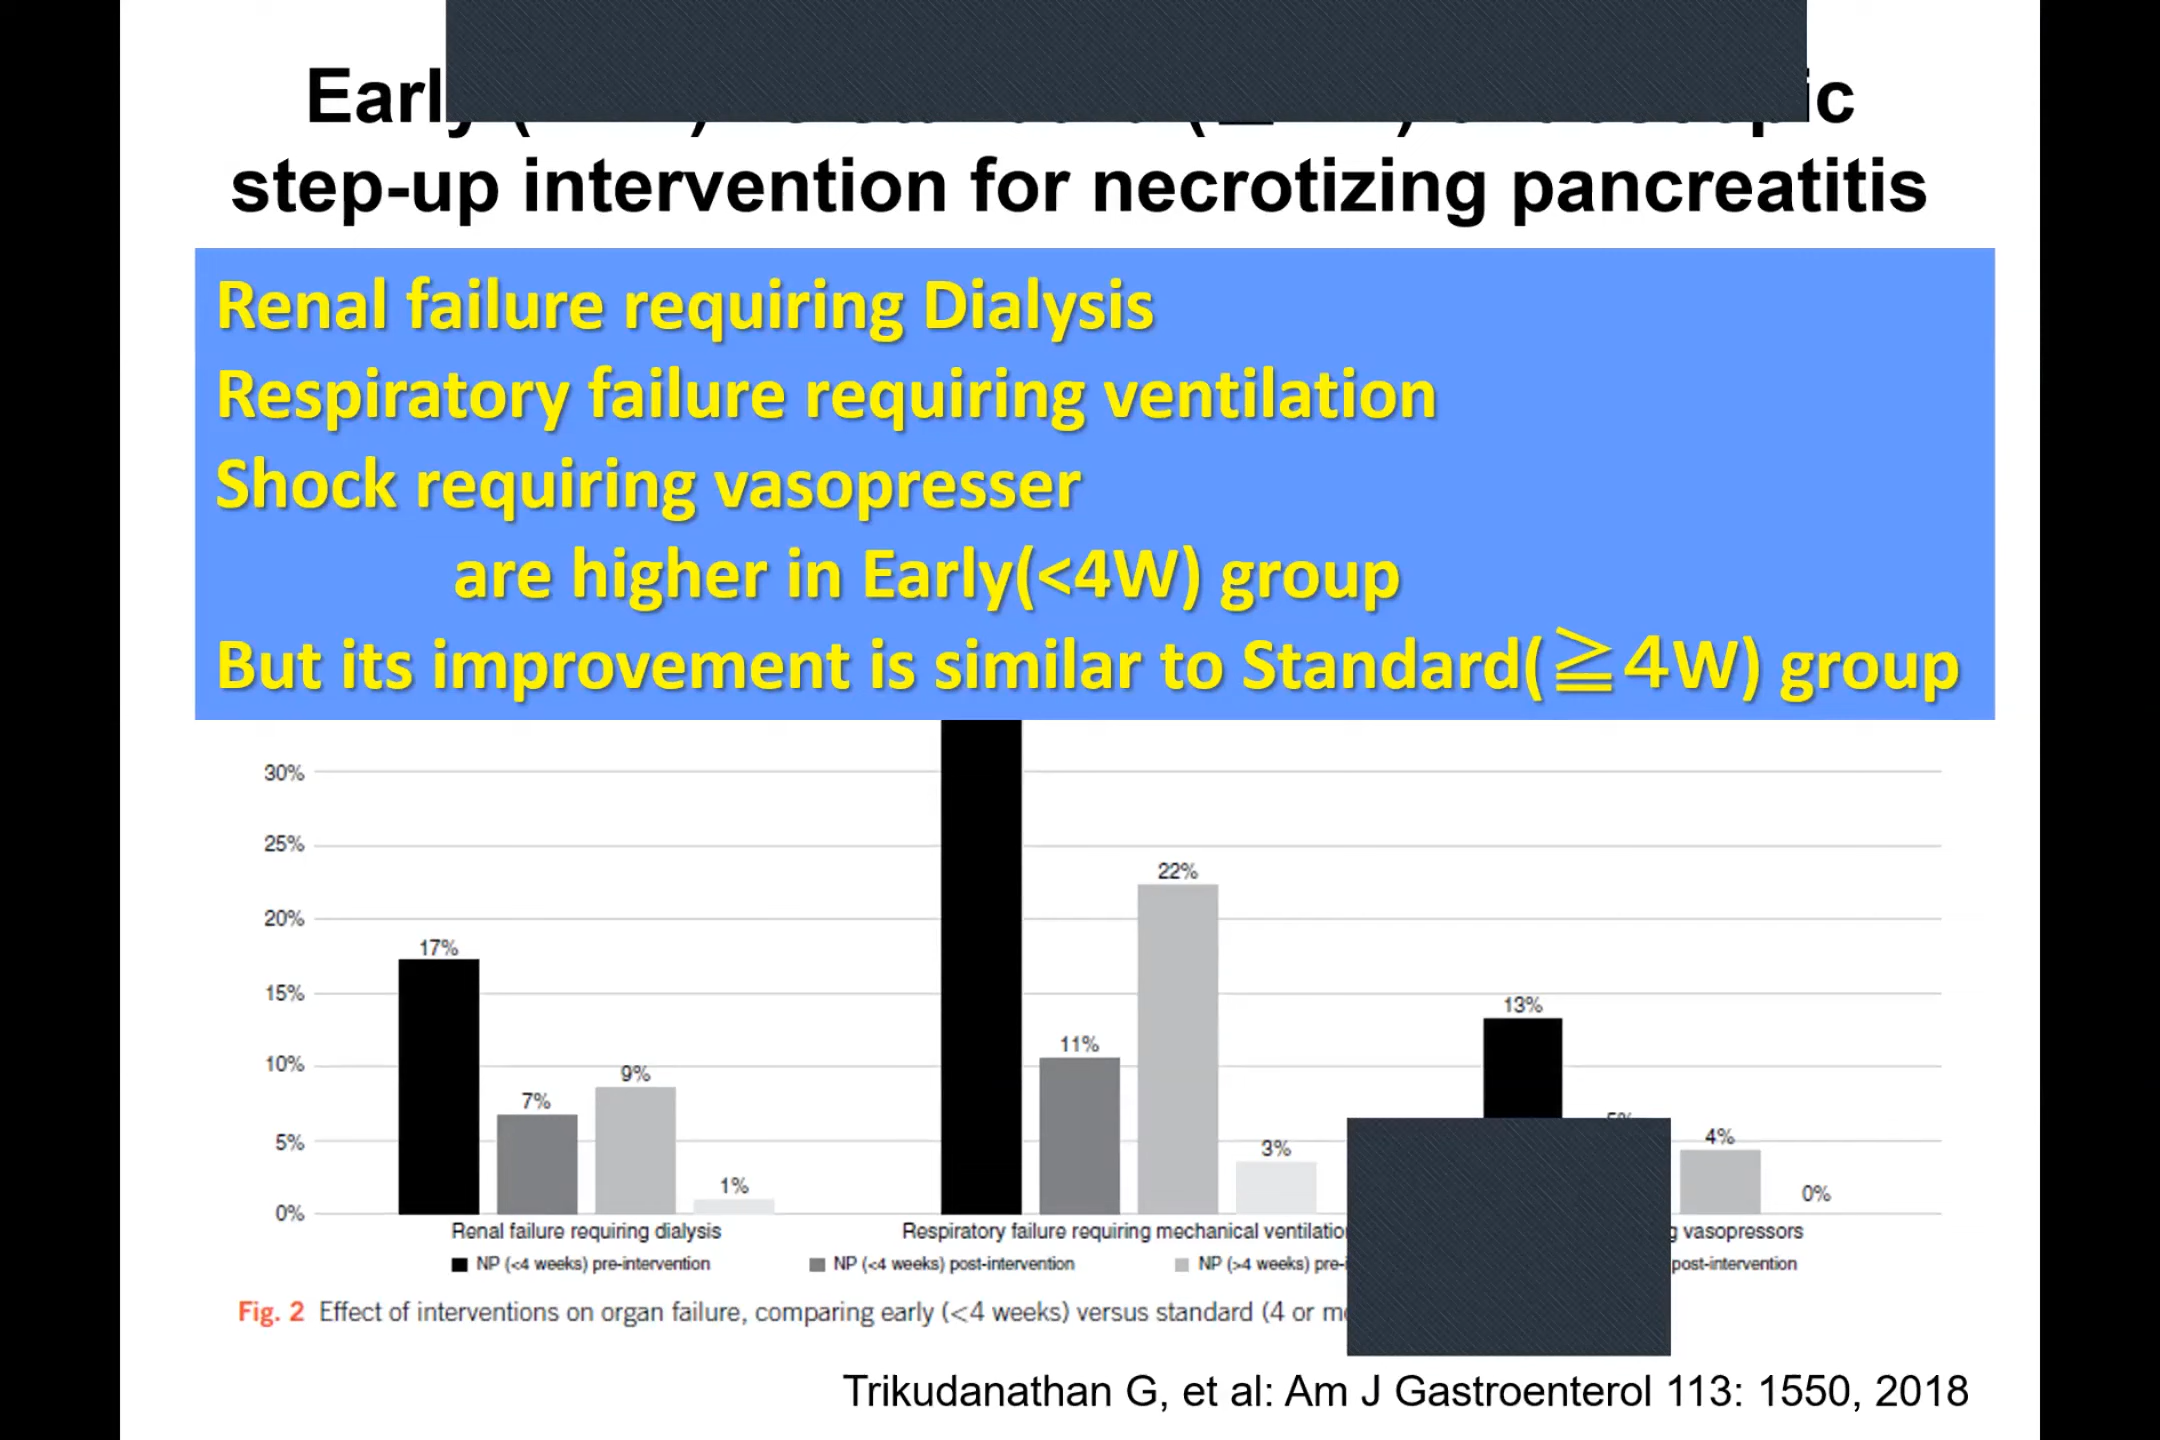 step-up intervention for necrotizing pancreatitis
Renal failure requiring Dialysis
Respiratory failure requiring ventilation
Shock requiring vasopresser
are higher in Early(<4W) group
But its improvement is similar to Standard(≧4W) group
30%
25%
22%
20%
17%
15%
13%
11%
10%
9%
7%
5%
4%
3%
1%
0%
0%
Renal failure requiring dialysis
Respiratory failure requiring mechanical
vasopressors
NP (<4 weeks) pre-intervention
NP (<4 weeks) post-intervention
NP (>4 weeks)
post-intervention
Fig. 2 Effect of interventions on organ failure, comparing early (<4 weeks) versus standard (4 or
Trikudanathan G, et al: Am J Gastroenterol 113: 1550, 2018